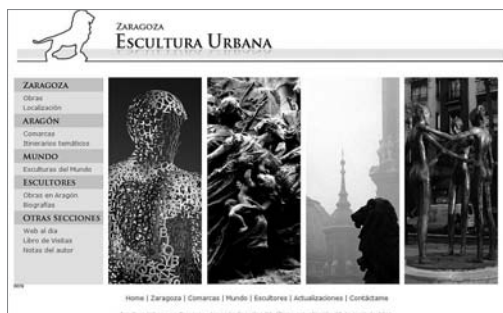 ZARAGOZA
ESCULTURA URBANA
ZARAGOZA
Obras
Localización
ARAGÓN
Comarcas
Itinerarios temáticos
MUNDO
Esculturas del Mundo
ESCULTORES
Obras en Aragón
Biografías
OTRAS SECCIONES
Web al día
Libro de Visitas
Notas del autor
Home | Zaragoza | Comarcas | Mundo | Escultores | Actualizaciones | Contáctame